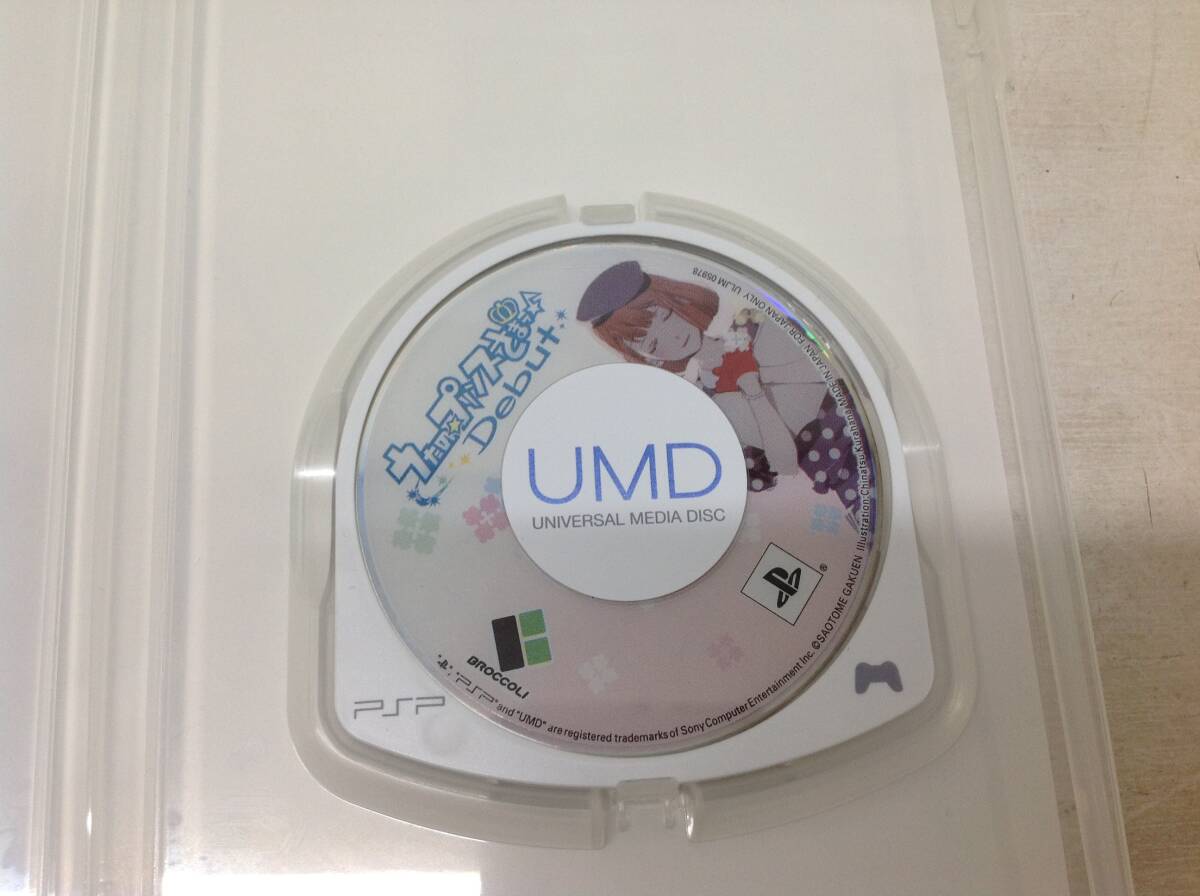 うたの☆プリンスさまっ♪
Debut
UMD
UNIVERSAL MEDIA DISC
BROCCOLI
PSP
"PSP" and "UMD" are registered trademarks of Sony Computer Entertainment Inc. ©SAOTOME GAKUEN Illustration Chinatsu Kurahana MADE IN JAPAN FOR JAPAN ONLY ULJM 05978